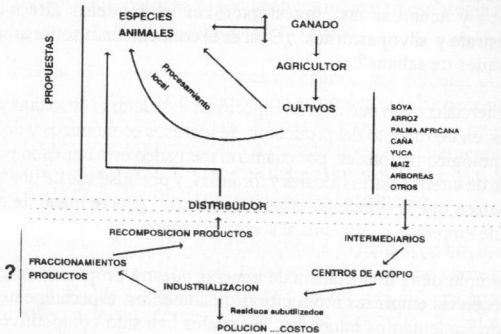 ESPECIES
ANIMALES
GANADO
PROPUESTAS
AGRICULTOR
Procesamiento
local
CULTIVOS
SOYA
ARROZ
PALMA AFRICANA
CAÑA
YUCA
MAIZ
ARBOREAS
OTROS
DISTRIBUIDOR
RECOMPOSICION PRODUCTOS
INTERMEDIARIOS
?
FRACCIONAMIENTOS
PRODUCTOS
CENTROS DE ACOPIO
INDUSTRIALIZACION
Residuos subutilizados
POLUCION ....COSTOS